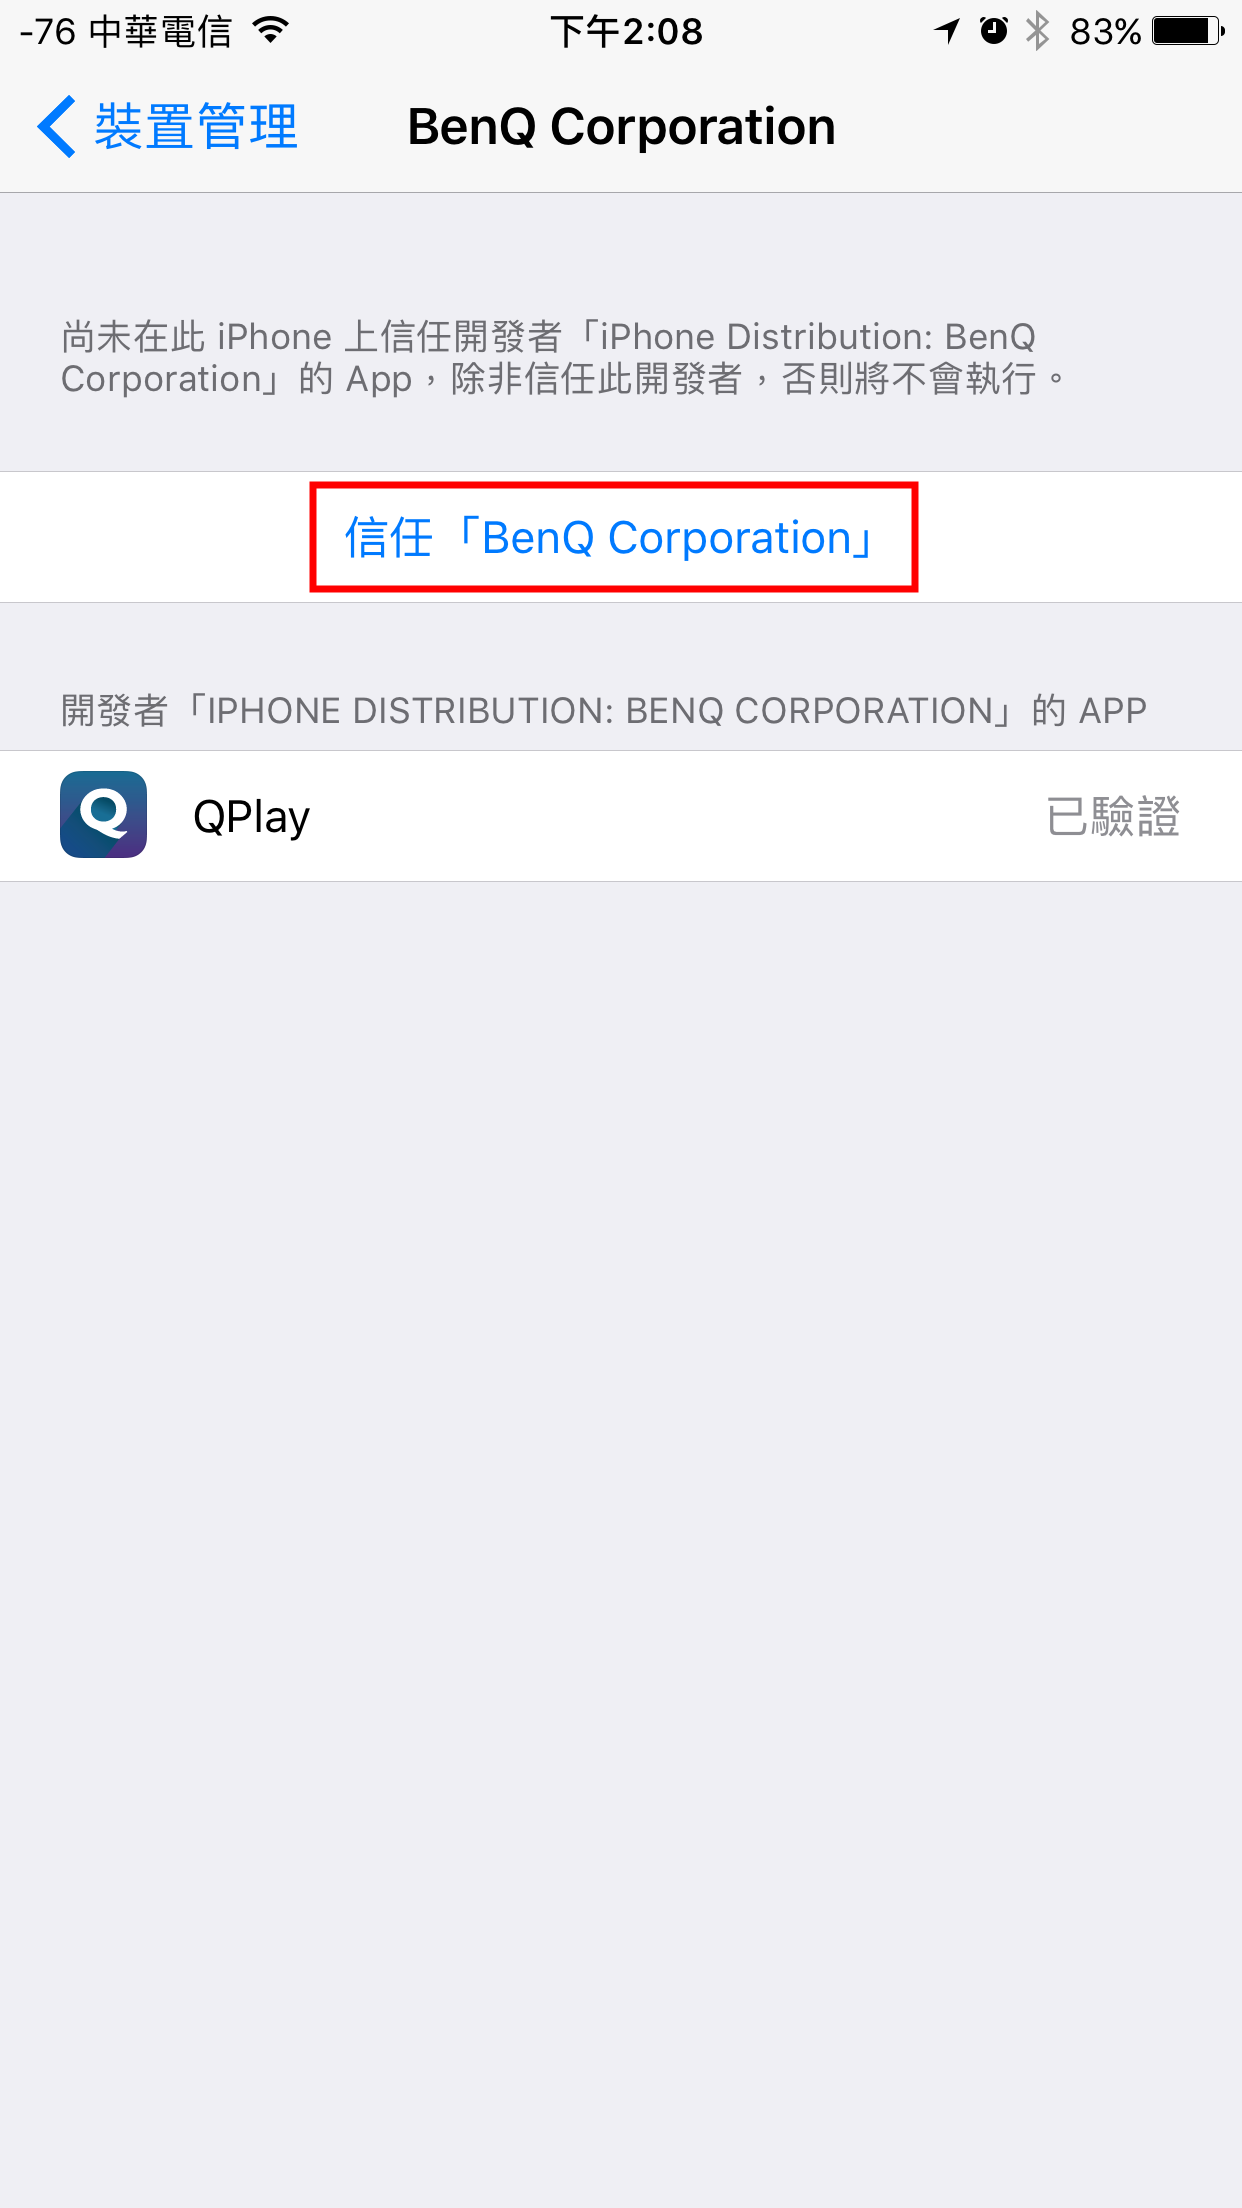 -76 中華電信
下午2:08
83%
裝置管理
BenQ Corporation
尚未在此 iPhone 上信任開發者「iPhone Distribution: BenQ
Corporation」的 App，除非信任此開發者，否則將不會執行。
信任「BenQ Corporation」
開發者「IPHONE DISTRIBUTION: BENQ CORPORATION」的 APP
QPlay
已驗證